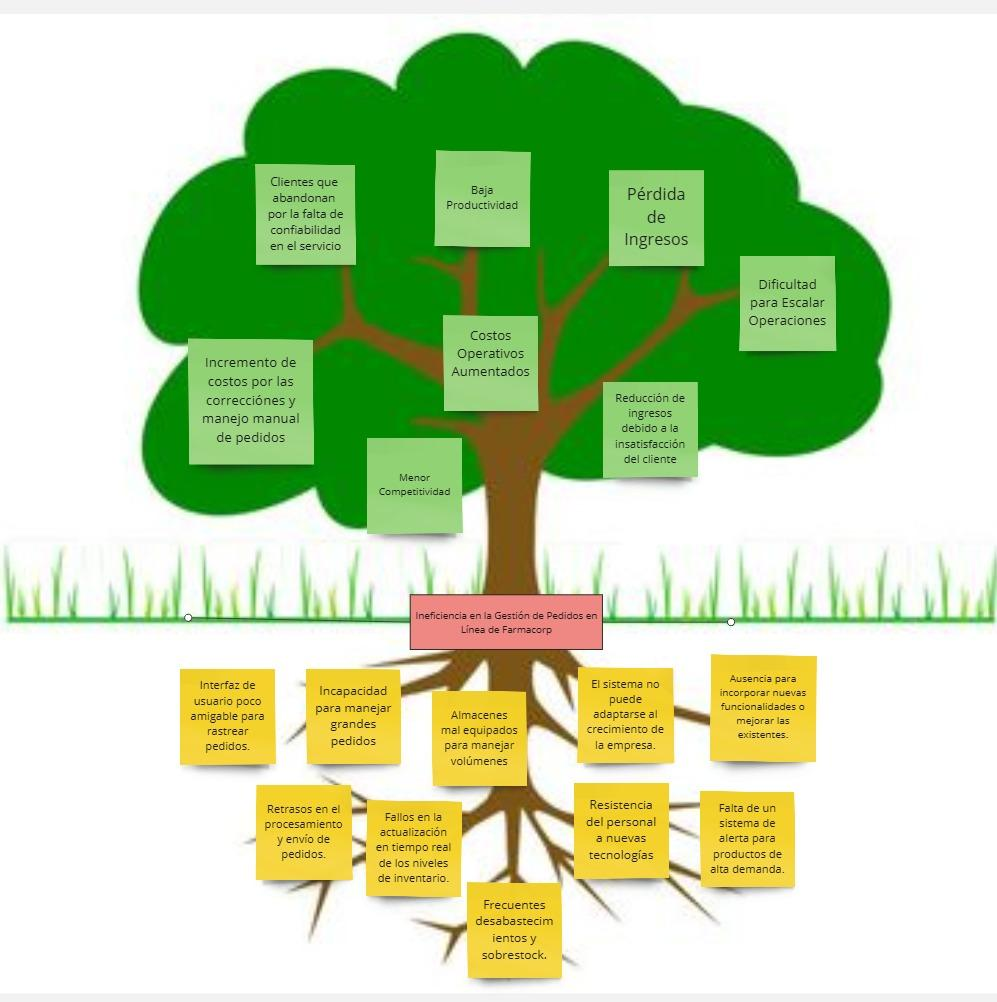 Clientes que
abandonan
por la falta de
confiabilidad
en el servicio
Baja
Productividad
Pérdida
de
Ingresos
Dificultad
para Escalar
Operaciones
Costos
Operativos
Aumentados
Incremento de
costos por las
correcciónes y
manejo manual
de pedidos
Reducción de
ingresos
debido a la
insatisfacción
del cliente
Menor
Competitividad
Ineficiencia en la Gestión de Pedidos en
Línea de Farmacorp
Interfaz de
usuario poco
amigable para
rastrear
pedidos.
Incapacidad
para manejar
grandes
pedidos
Almacenes
mal equipados
para manejar
volúmenes
El sistema no
puede
adaptarse al
crecimiento de
la empresa.
Ausencia para
incorporar nuevas
funcionalidades o
mejorar las
existentes.
Retrasos en el
procesamiento
y envío de
pedidos.
Fallos en la
actualización
en tiempo real
de los niveles
de inventario.
Resistencia
del personal
a nuevas
tecnologías
Falta de un
sistema de
alerta para
productos de
alta demanda.
Frecuentes
desabastecim
ientos y
sobrestock.